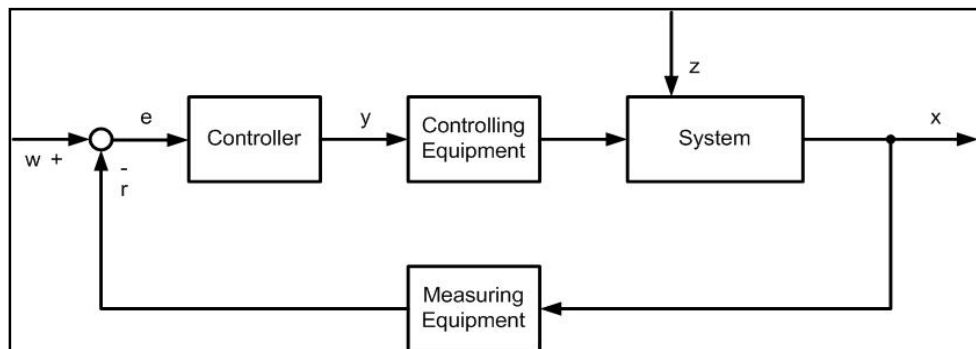 z
e
y
x
Controller
Controlling
Equipment
System
w +
-
r
Measuring
Equipment